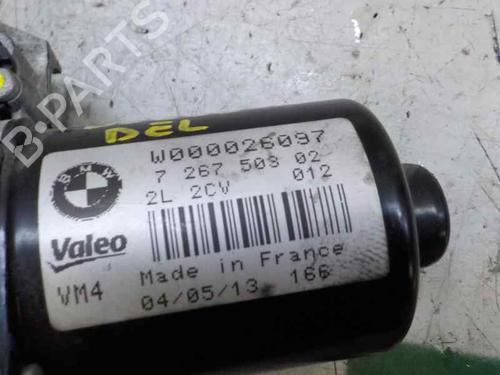 B-PARTS
DEL
W000026097
7 267 503 02
2L 2CV 012
BMW
Valeo
Made in France
VM4 04/05/13 166